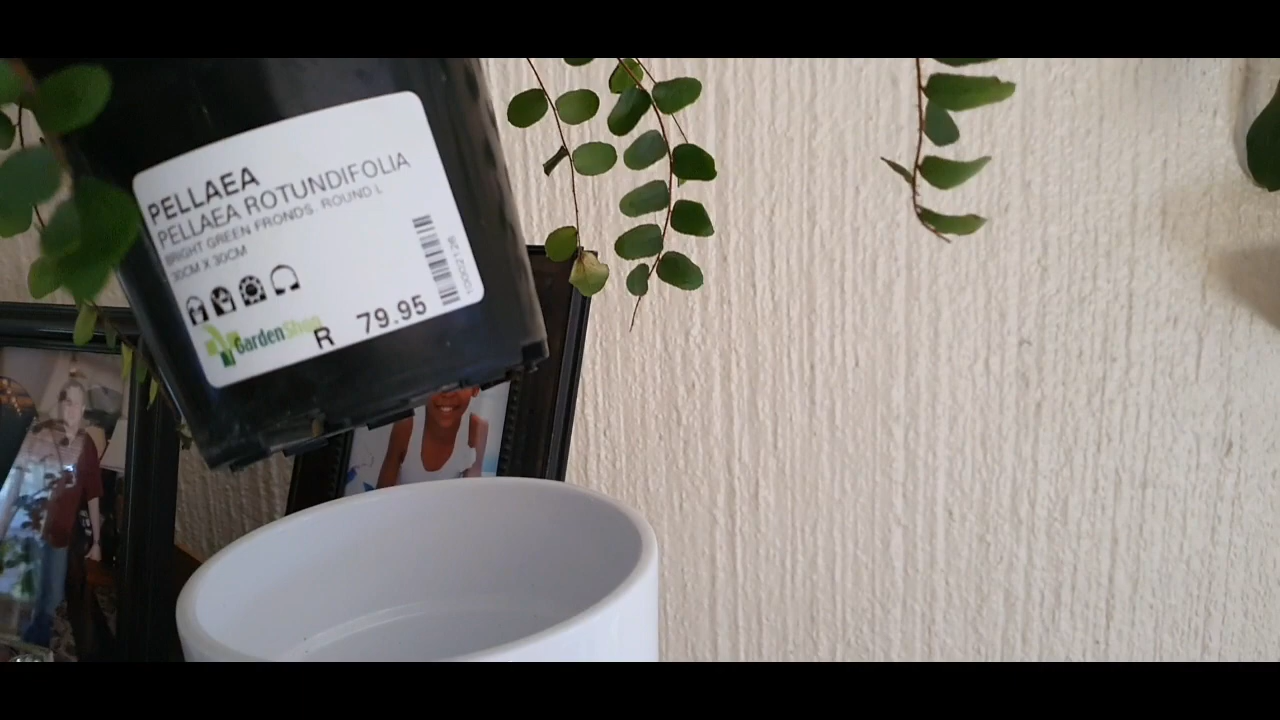 PELLAEA
PELLAEA ROTUNDIFOLIA
BRIGHT GREEN FRONDS. ROUND L
30CM X 30CM
GardenShop
R 79.95